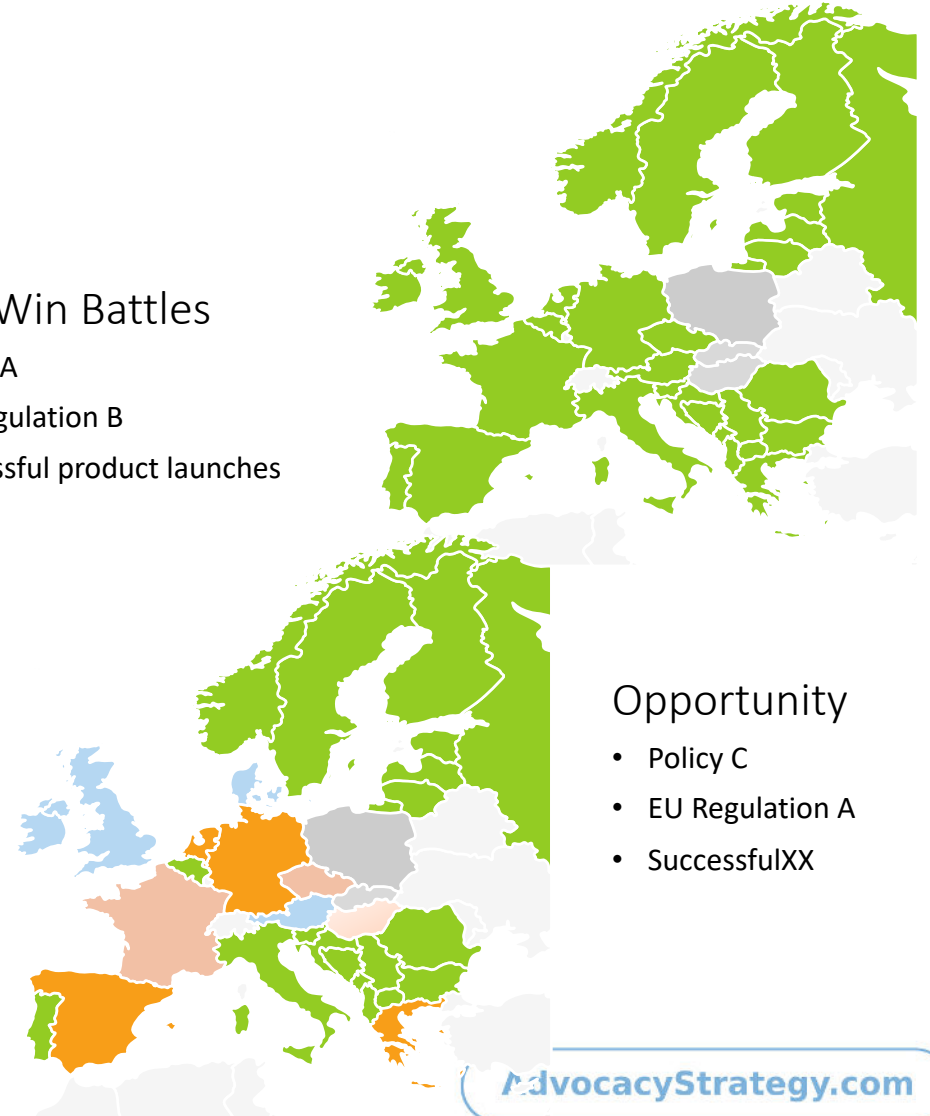 Win Battles
A
gulation B
ssful product launches
Opportunity
• Policy C
• EU Regulation A
• SuccessfulXX
AdvocacyStrategy.com